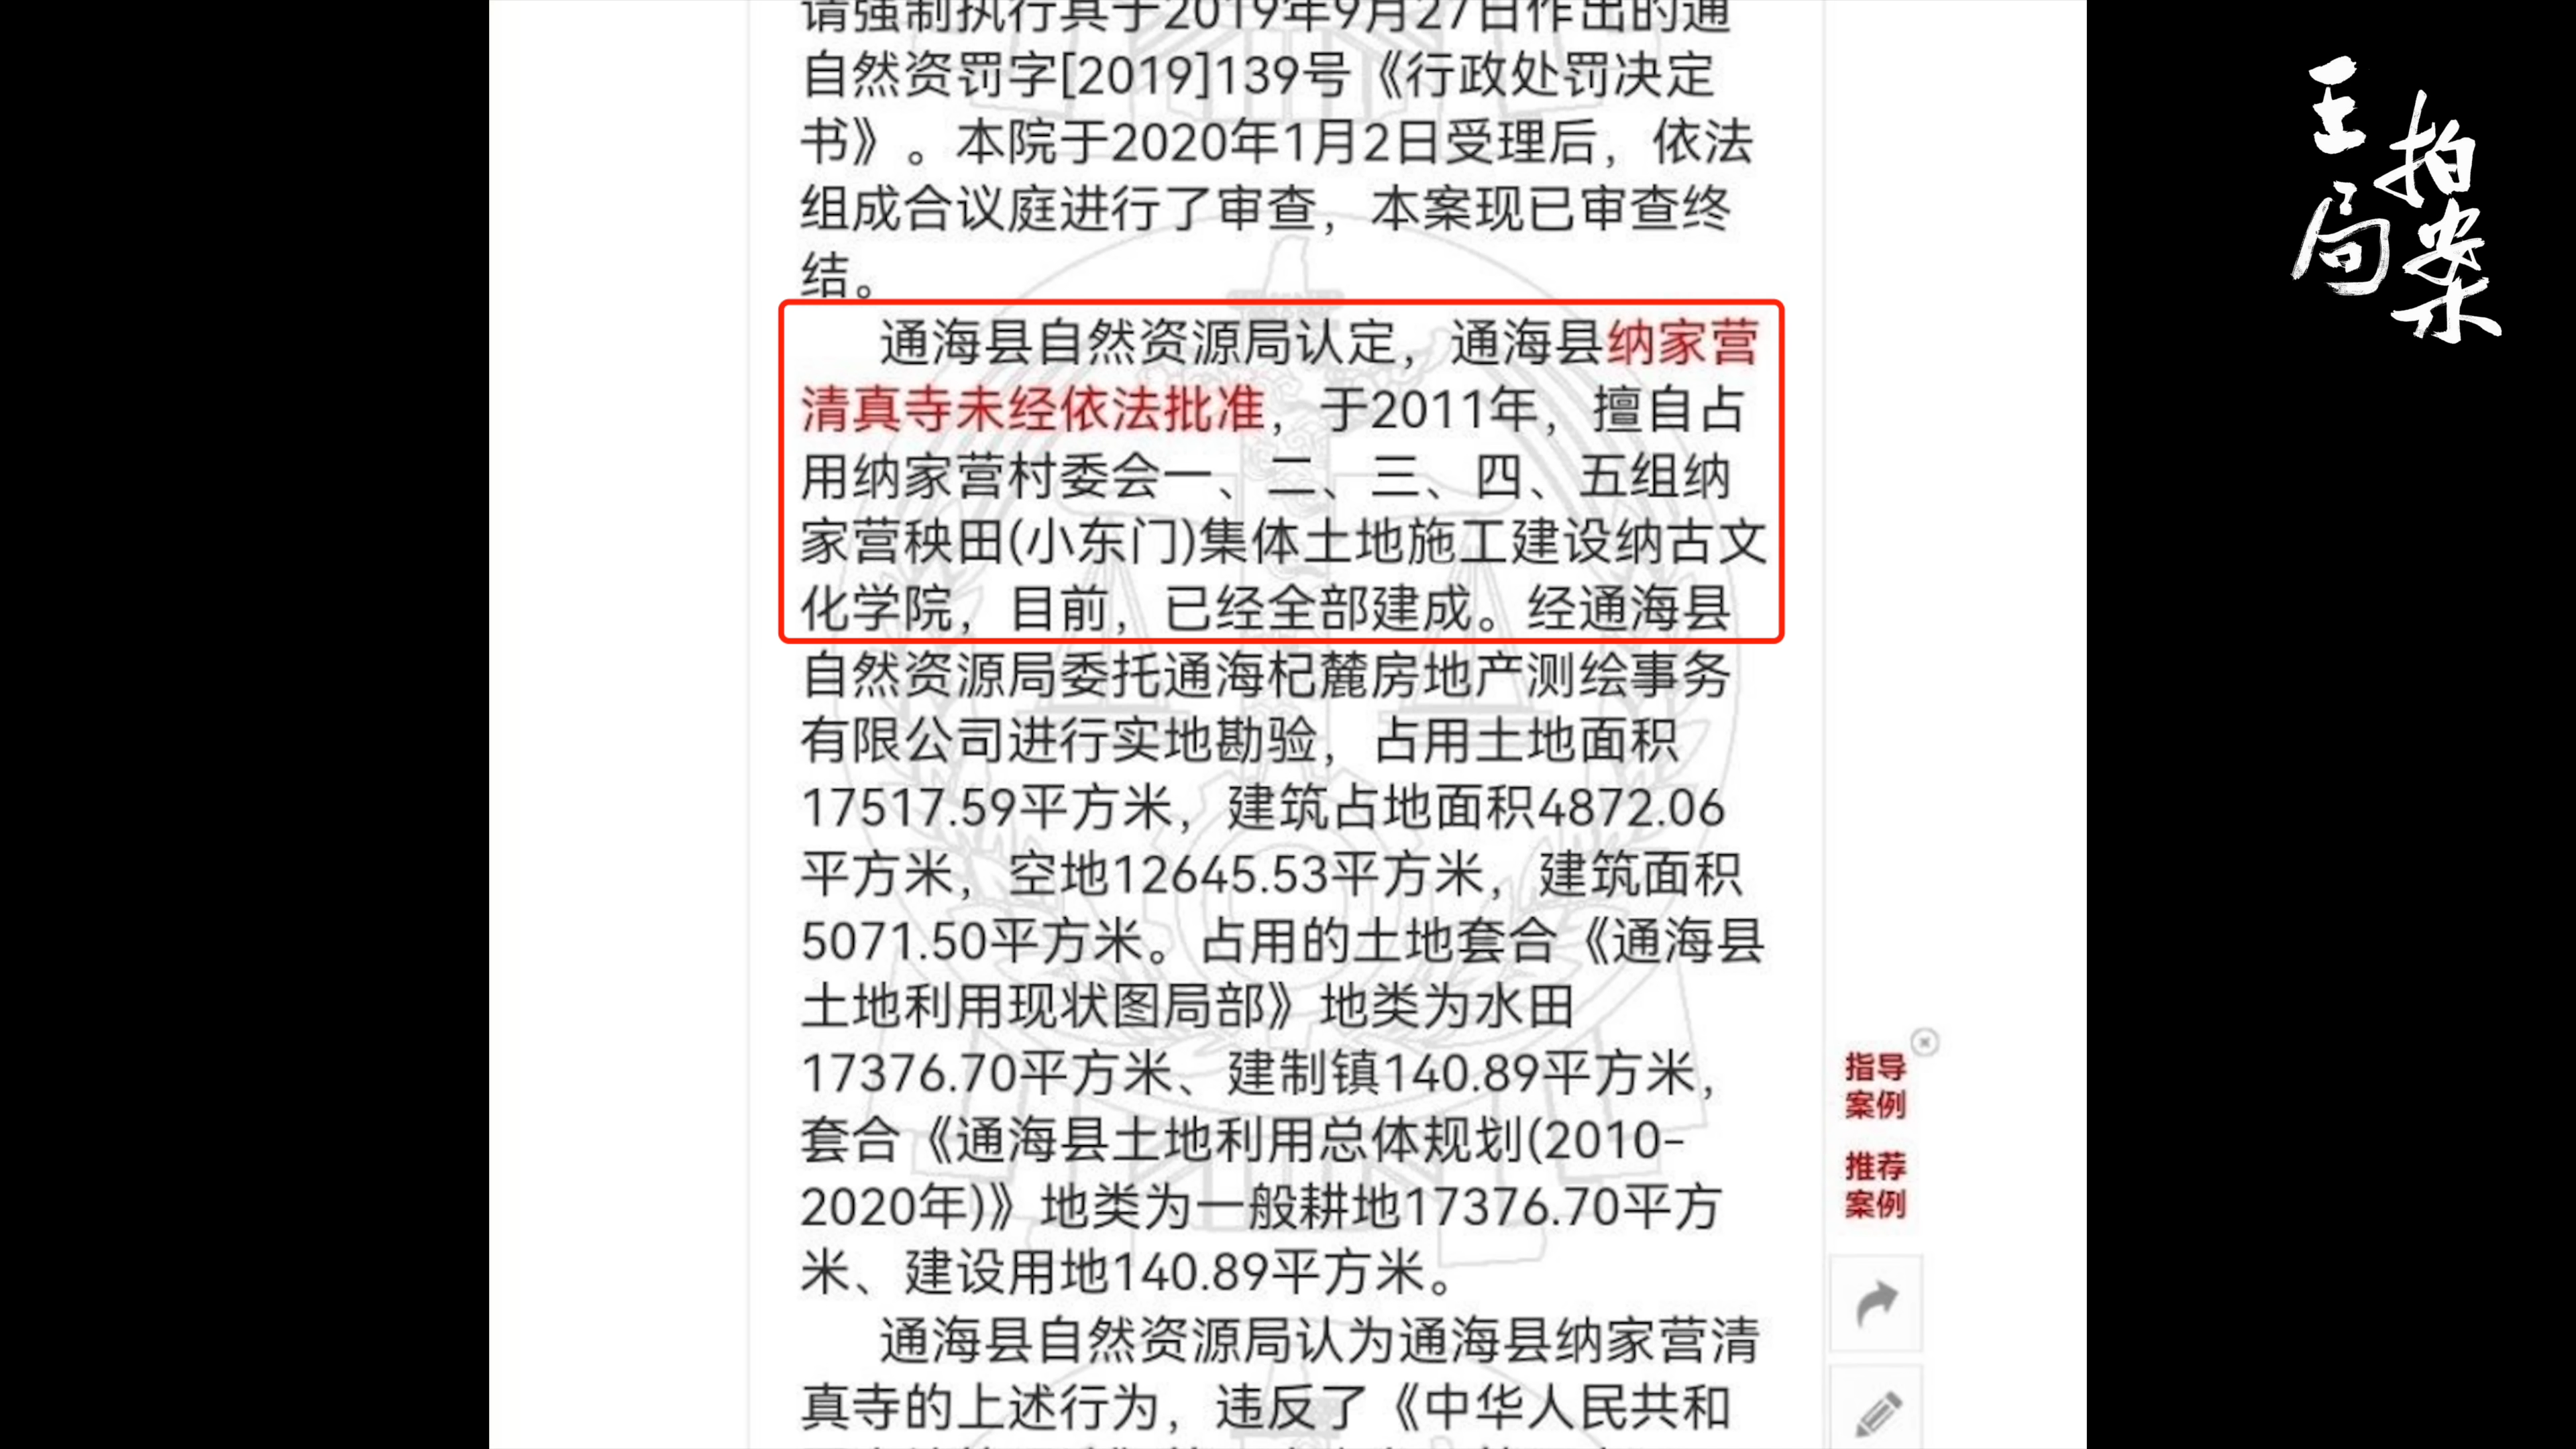 请强制执行其于2019年9月27日作出的通
自然资罚字[2019]139号《行政处罚决定
书》。本院于2020年1月2日受理后，依法
组成合议庭进行了审查，本案现已审查终
结。
通海县自然资源局认定，通海县纳家营
清真寺未经依法批准，于2011年，擅自占
用纳家营村委会一、二、三、四、五组纳
家营秧田(小东门)集体土地施工建设纳古文
化学院，目前，已经全部建成。经通海县
自然资源局委托通海杞麓房地产测绘事务
有限公司进行实地勘验，占用土地面积
17517.59平方米，建筑占地面积4872.06
平方米，空地12645.53平方米，建筑面积
5071.50平方米。占用的土地套合《通海县
土地利用现状图局部》地类为水田
17376.70平方米、建制镇140.89平方米，
套合《通海县土地利用总体规划(2010-
2020年)》地类为一般耕地17376.70平方
米、建设用地140.89平方米。
通海县自然资源局认为通海县纳家营清
真寺的上述行为，违反了《中华人民共和
指导
案例
推荐
案例
王局
拍案